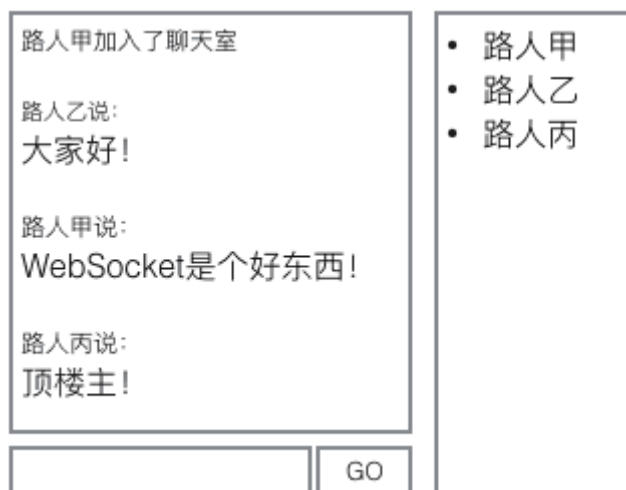 路人甲加入了聊天室
路人乙说：
大家好！
路人甲说：
WebSocket是个好东西！
路人丙说：
顶楼主！
GO
• 路人甲
• 路人乙
• 路人丙